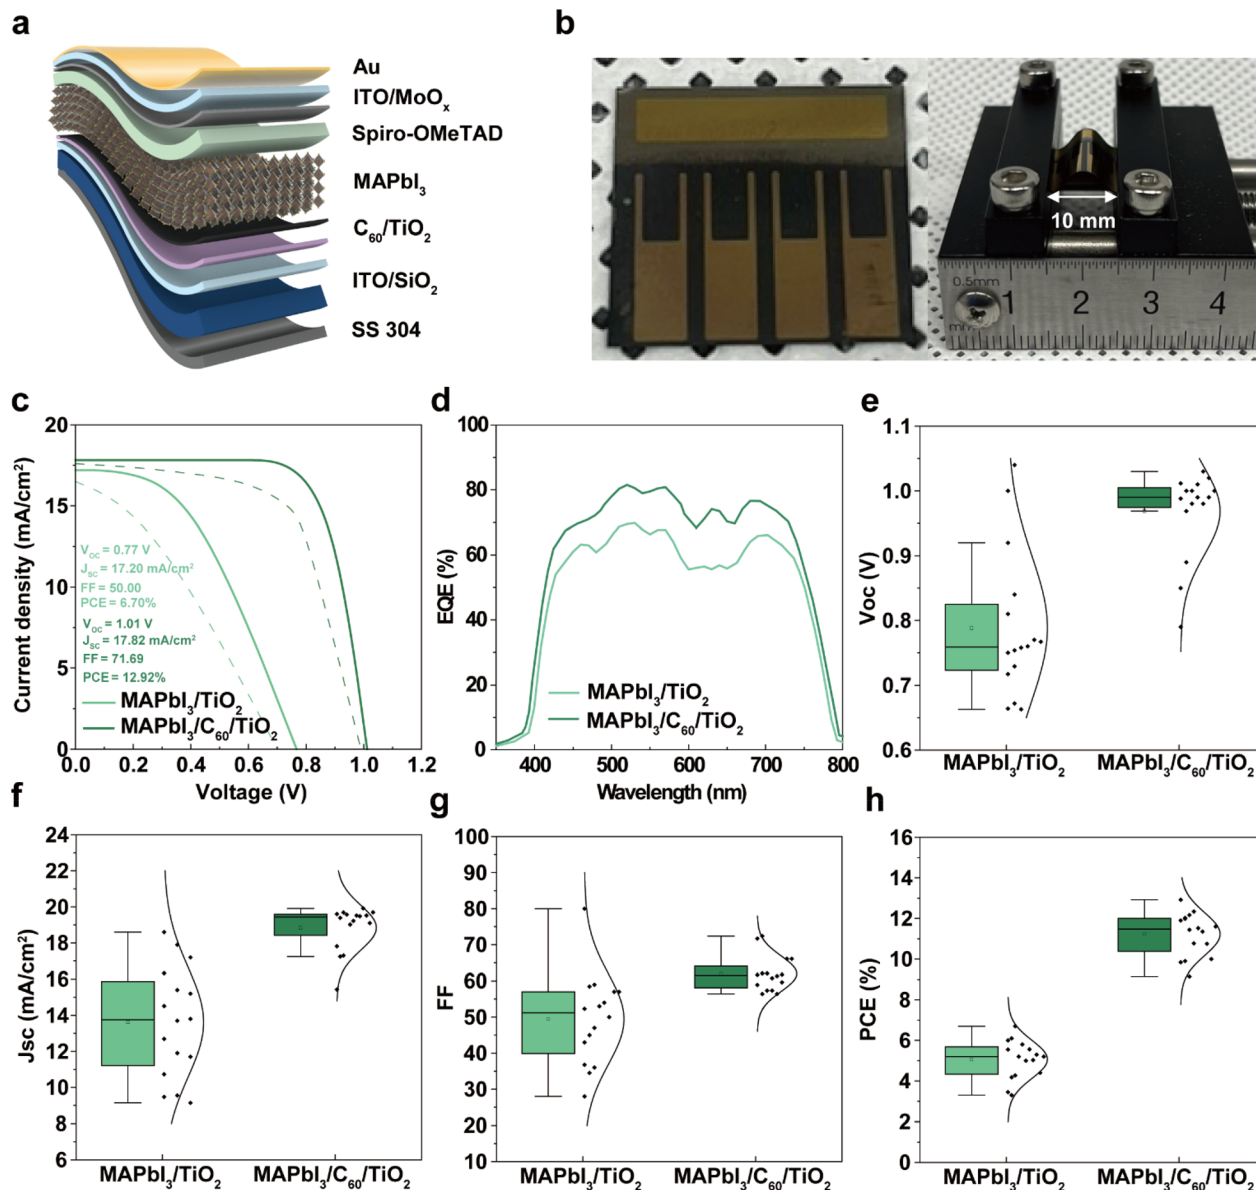 a
Au
ITO/MoOₓ
Spiro-OMeTAD
MAPbI₃
C₆₀/TiO₂
ITO/SiO₂
SS 304
b
10 mm
0.5mm
1 2 3 4
c
Current density (mA/cm²)
20
15
10
5
0
V_OC = 0.77 V
J_SC = 17.20 mA/cm²
FF = 50.00
PCE = 6.70%
V_OC = 1.01 V
J_SC = 17.82 mA/cm²
FF = 71.69
PCE = 12.92%
MAPbI₃/TiO₂
MAPbI₃/C₆₀/TiO₂
0.0 0.2 0.4 0.6 0.8 1.0 1.2
Voltage (V)
d
EQE (%)
100
80
60
40
20
0
MAPbI₃/TiO₂
MAPbI₃/C₆₀/TiO₂
400 500 600 700 800
Wavelength (nm)
e
Voc (V)
1.1
1.0
0.9
0.8
0.7
0.6
MAPbI₃/TiO₂ MAPbI₃/C₆₀/TiO₂
f
Jsc (mA/cm²)
24
22
20
18
16
14
12
10
8
6
MAPbI₃/TiO₂ MAPbI₃/C₆₀/TiO₂
g
FF
100
90
80
70
60
50
40
30
20
10
MAPbI₃/TiO₂ MAPbI₃/C₆₀/TiO₂
h
PCE (%)
16
14
12
10
8
6
4
2
0
MAPbI₃/TiO₂ MAPbI₃/C₆₀/TiO₂